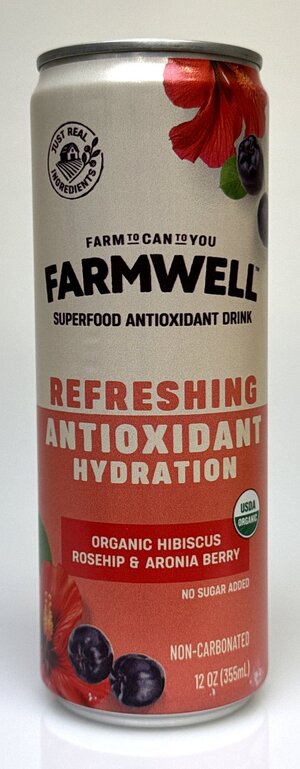 JUST REAL
INGREDIENTS
FARM TO CAN TO YOU
FARMWELL™
SUPERFOOD ANTIOXIDANT DRINK
REFRESHING
ANTIOXIDANT
HYDRATION
USDA
ORGANIC
ORGANIC HIBISCUS
ROSEHIP & ARONIA BERRY
NO SUGAR ADDED
NON-CARBONATED
12 OZ (355mL)